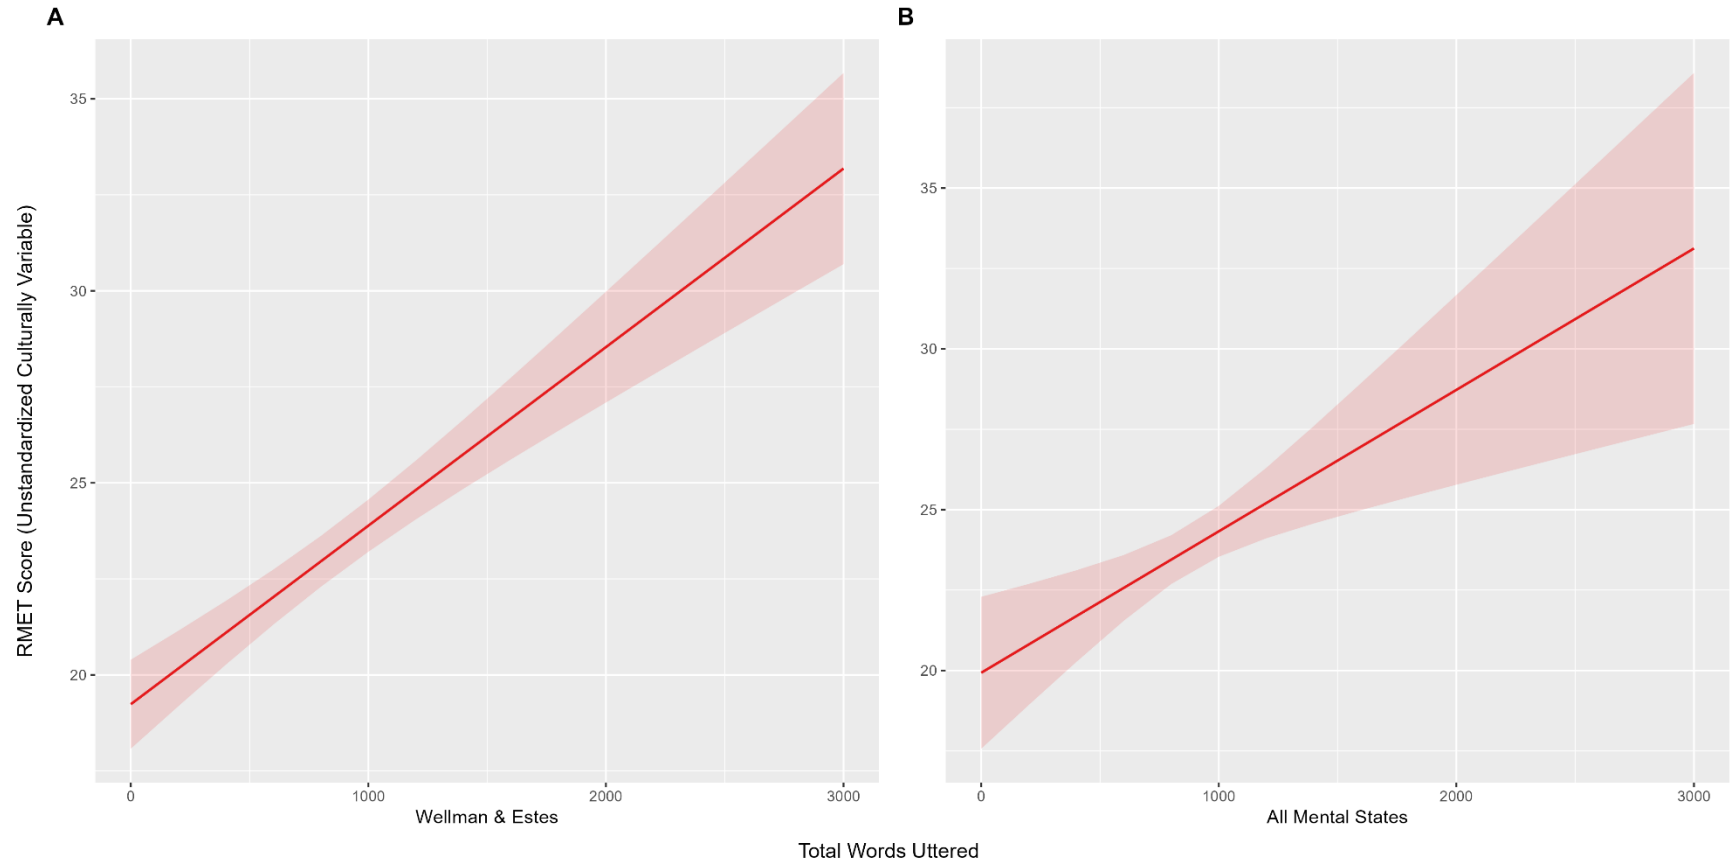 A
B
RMET Score (Unstandardized Culturally Variable)
35
30
25
20
0 1000 2000 3000
Wellman & Estes
35
30
25
20
0 1000 2000 3000
All Mental States
Total Words Uttered